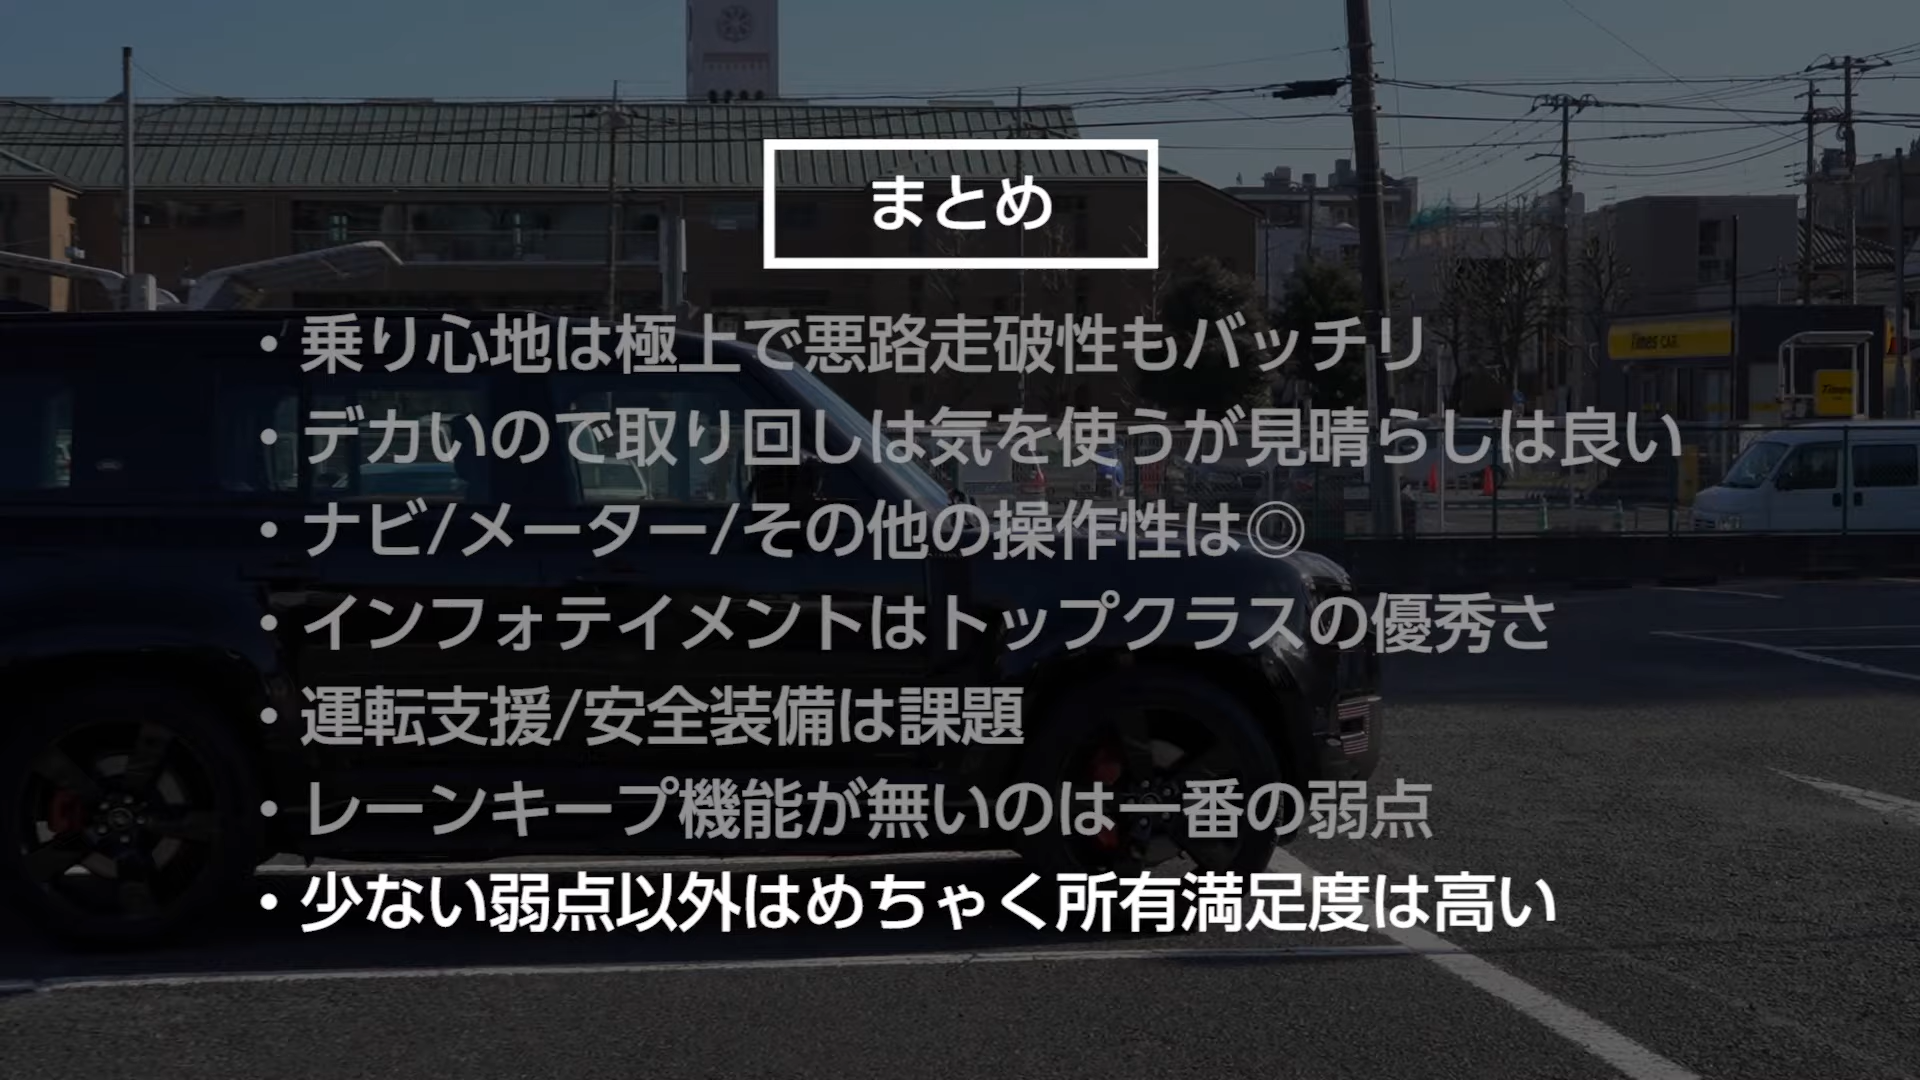 まとめ
・乗り心地は極上で悪路走破性もバッチリ
・デカいので取り回しは気を使うが見晴らしは良い
・ナビ/メーター/その他の操作性は◎
・インフォテイメントはトップクラスの優秀さ
・運転支援/安全装備は課題
・レーンキープ機能が無いのは一番の弱点
・少ない弱点以外はめちゃく所有満足度は高い
Times CAR
Times